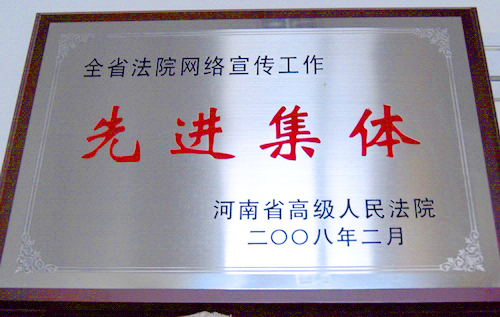 全省法院网络宣传工作
先进集体
河南省高级人民法院
二〇〇八年二月